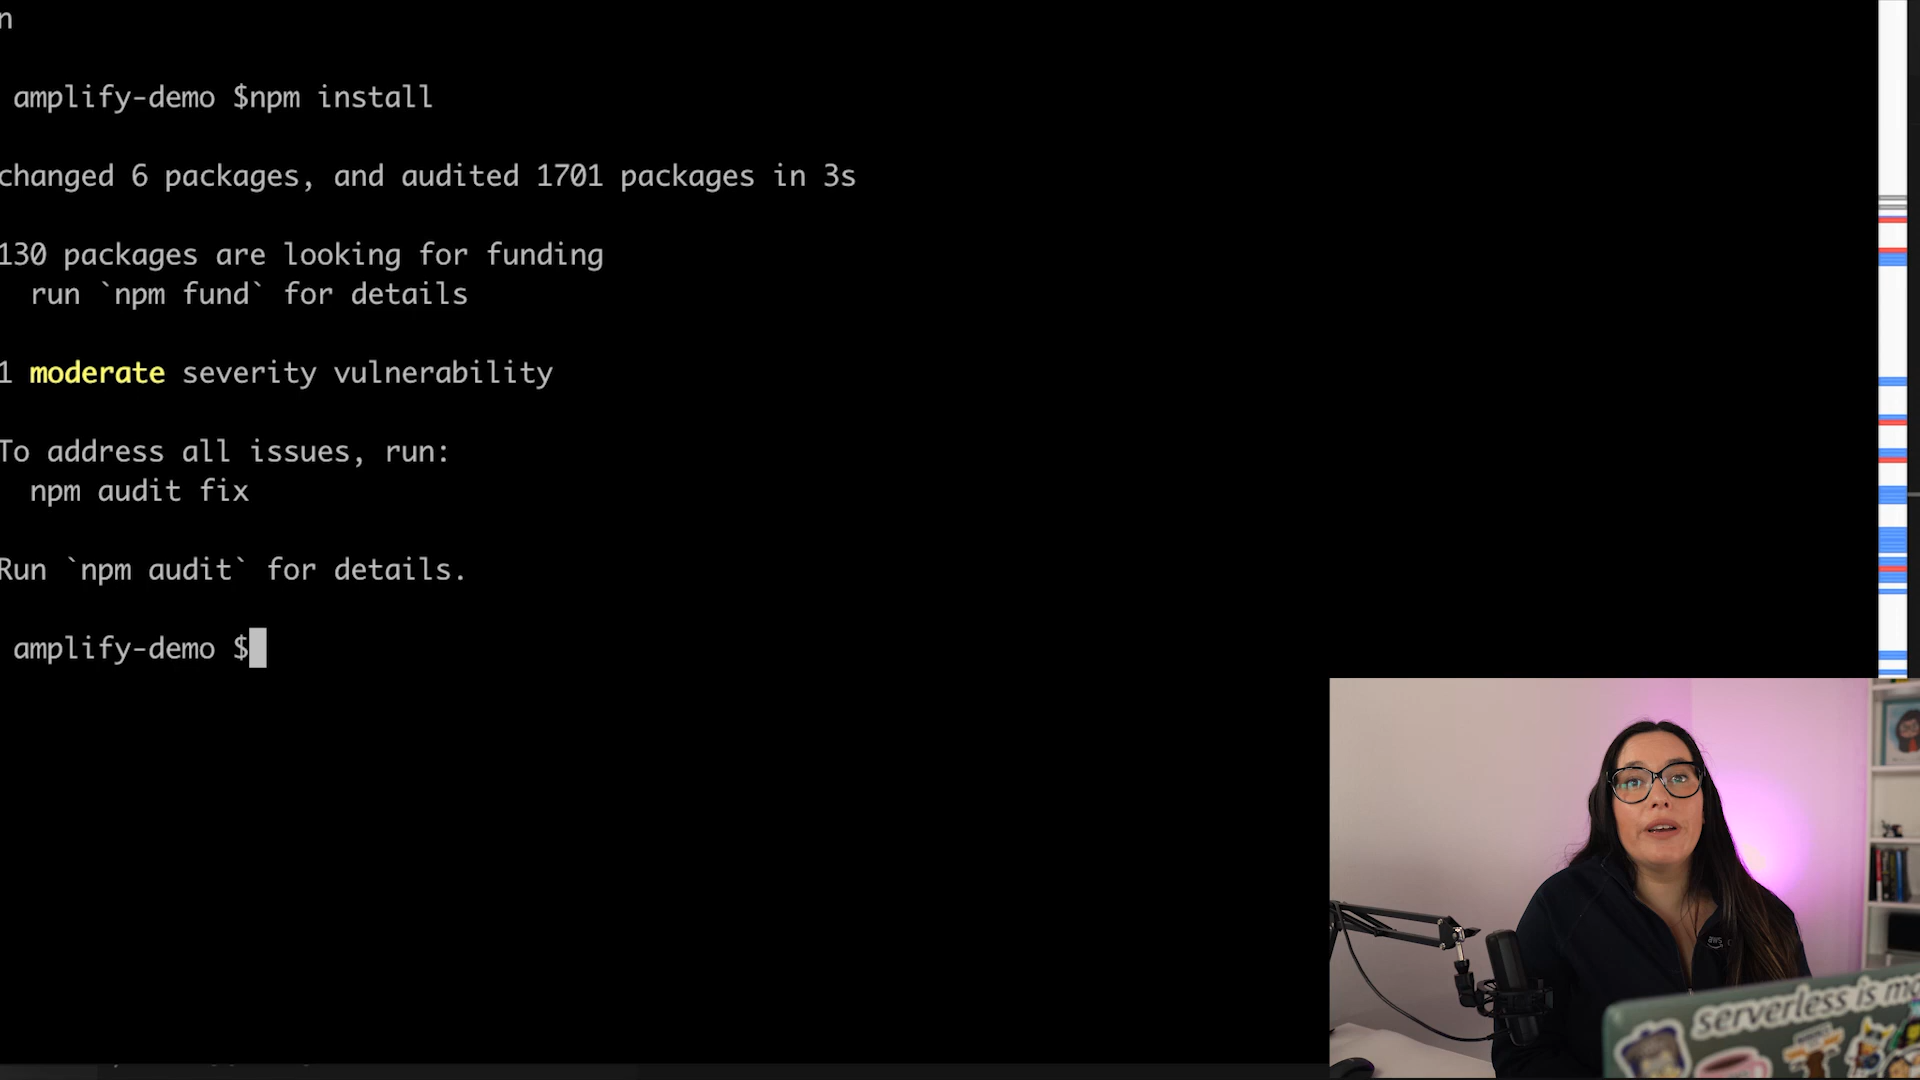 n
amplify-demo $npm install
changed 6 packages, and audited 1701 packages in 3s
130 packages are looking for funding
run `npm fund` for details
1 moderate severity vulnerability
To address all issues, run:
npm audit fix
Run `npm audit` for details.
amplify-demo $
aws
serverless is